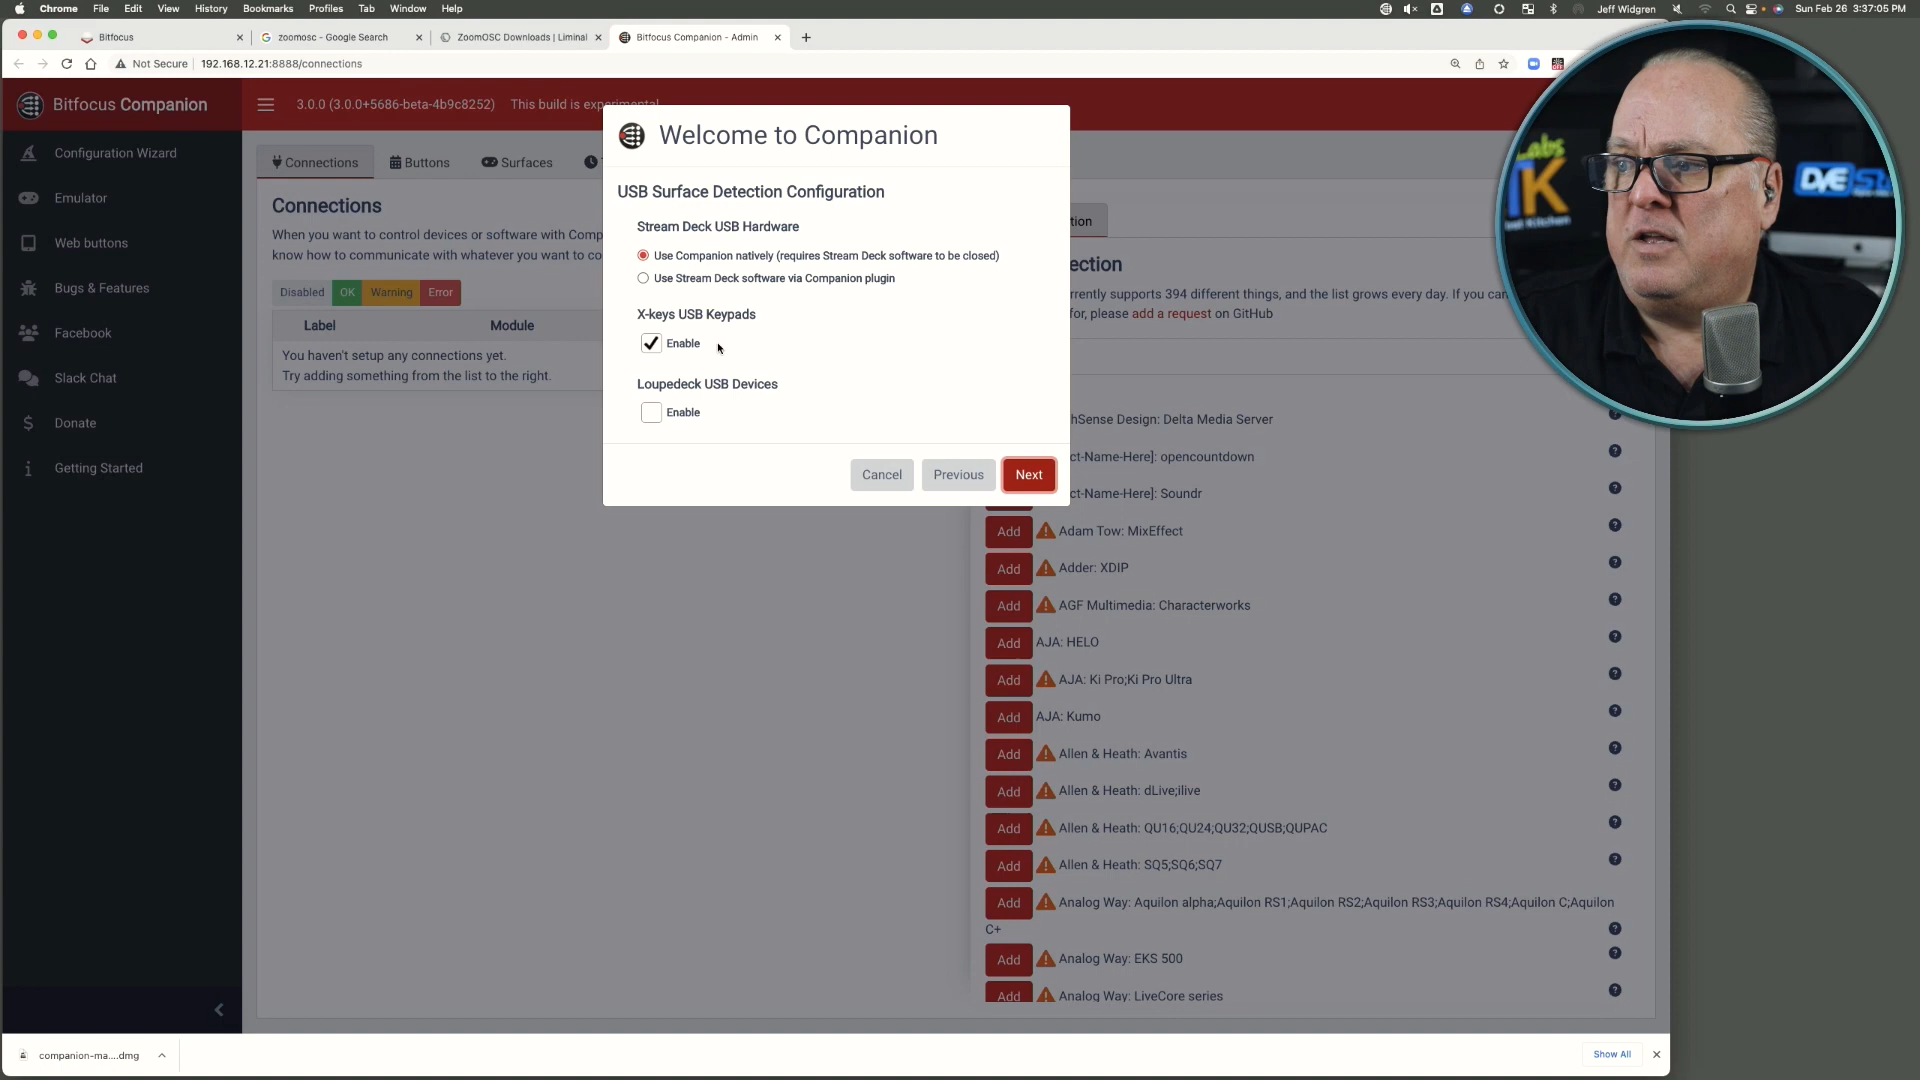 Chrome File Edit View History Bookmarks Profiles Tab Window Help
Jeff Widgren
Sun Feb 26 3:37:05 PM
Bitfocus
zoomosc - Google Search
ZoomOSC Downloads | Liminal
Bitfocus Companion - Admin
Not Secure
192.168.12.21:8888/connections
Bitfocus Companion
3.0.0 (3.0.0+5686-beta-4b9c8252)
This build is experimental
Configuration Wizard
Emulator
Web buttons
Bugs & Features
Facebook
Slack Chat
Donate
Getting Started
Connections
Buttons
Surfaces
Connections
When you want to control devices or software with Comp
know how to communicate with whatever you want to co
Disabled
OK
Warning
Error
Label
Module
You haven't setup any connections yet.
Try adding something from the list to the right.
Welcome to Companion
USB Surface Detection Configuration
Stream Deck USB Hardware
Use Companion natively (requires Stream Deck software to be closed)
Use Stream Deck software via Companion plugin
X-keys USB Keypads
Enable
Loupedeck USB Devices
Enable
Cancel
Previous
Next
tion
ection
rrently supports 394 different things, and the list grows every day. If you can
for, please add a request on GitHub
hSense Design: Delta Media Server
ct-Name-Here]: opencountdown
ct-Name-Here]: Soundr
Add Adam Tow: MixEffect
Add Adder: XDIP
Add AGF Multimedia: Characterworks
Add AJA: HELO
Add AJA: Ki Pro;Ki Pro Ultra
Add AJA: Kumo
Add Allen & Heath: Avantis
Add Allen & Heath: dLive;ilive
Add Allen & Heath: QU16;QU24;QU32;QUSB;QUPAC
Add Allen & Heath: SQ5;SQ6;SQ7
Add Analog Way: Aquilon alpha;Aquilon RS1;Aquilon RS2;Aquilon RS3;Aquilon RS4;Aquilon C;Aquilon
C+
Add Analog Way: EKS 500
Add Analog Way: LiveCore series
Labs
TK
Kitchen
companion-ma....dmg
Show All